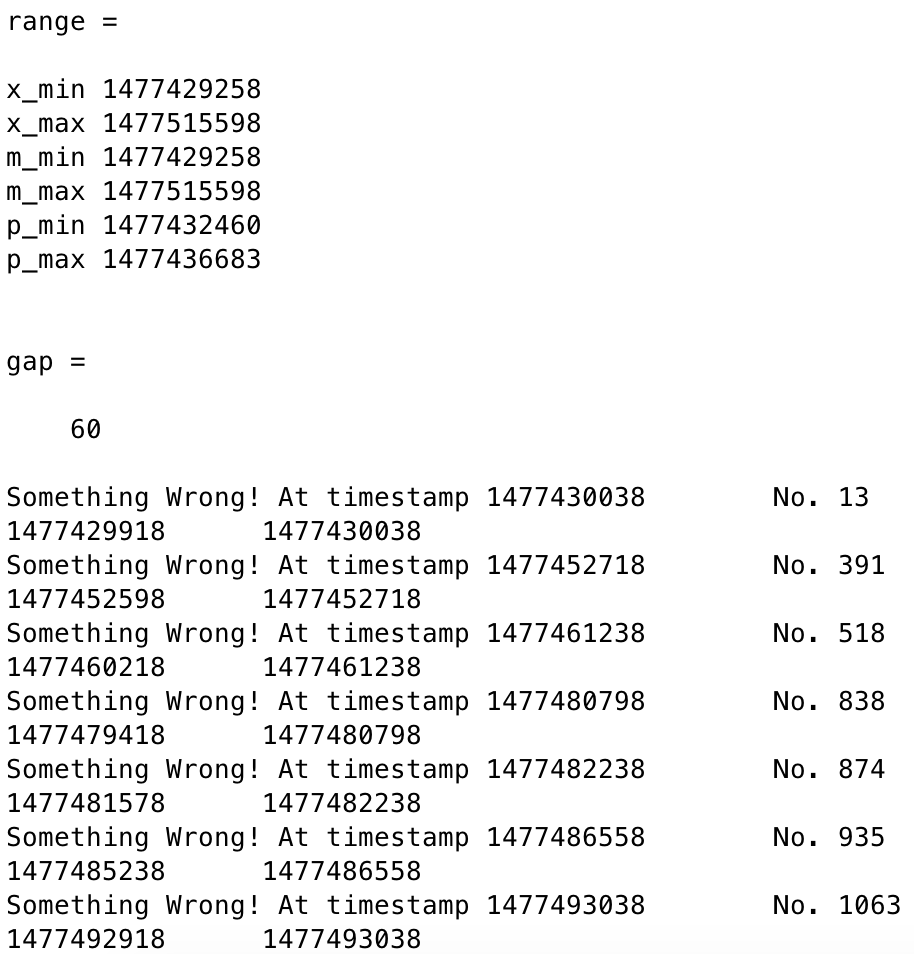 range =
x_min 1477429258
x_max 1477515598
m_min 1477429258
m_max 1477515598
p_min 1477432460
p_max 1477436683
gap =
60
Something Wrong! At timestamp 1477430038 No. 13
1477429918 1477430038
Something Wrong! At timestamp 1477452718 No. 391
1477452598 1477452718
Something Wrong! At timestamp 1477461238 No. 518
1477460218 1477461238
Something Wrong! At timestamp 1477480798 No. 838
1477479418 1477480798
Something Wrong! At timestamp 1477482238 No. 874
1477481578 1477482238
Something Wrong! At timestamp 1477486558 No. 935
1477485238 1477486558
Something Wrong! At timestamp 1477493038 No. 1063
1477492918 1477493038